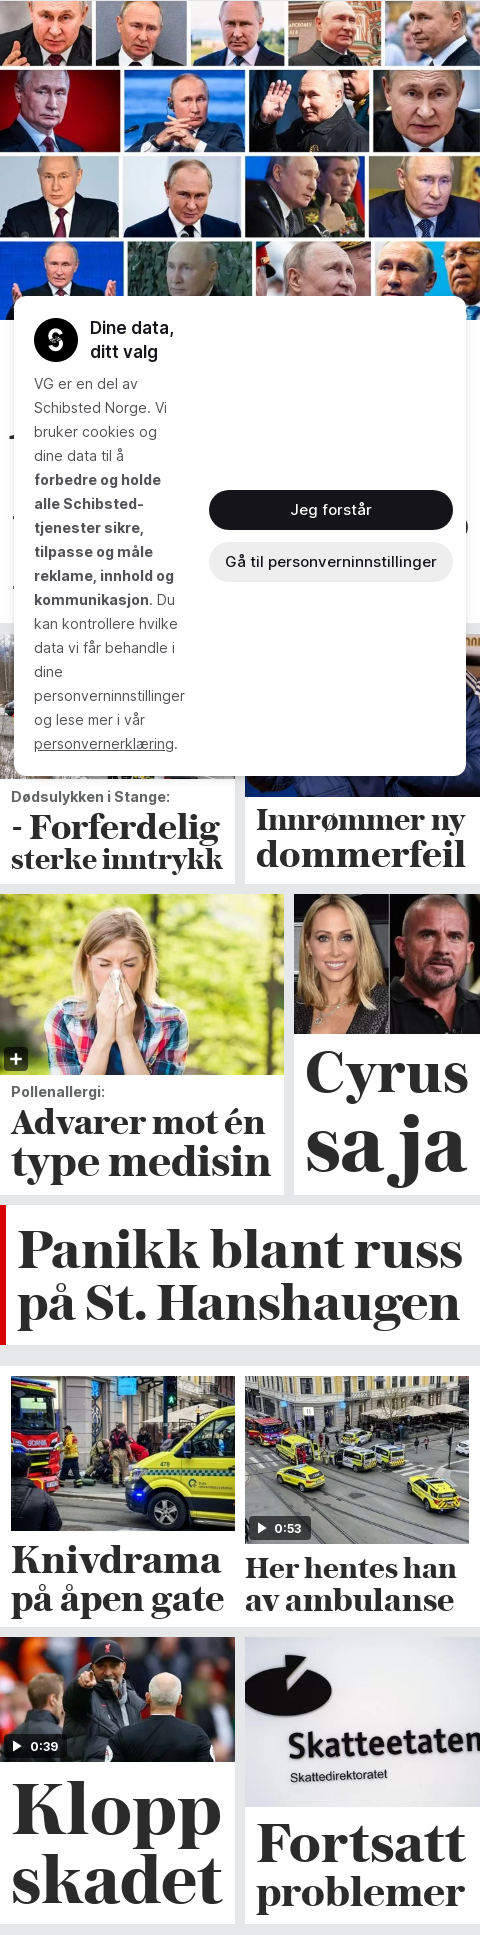 Dine data,
ditt valg
VG er en del av
Schibsted Norge. Vi
bruker cookies og
dine data til å
forbedre og holde
alle Schibsted-
tjenester sikre,
tilpasse og måle
reklame, innhold og
kommunikasjon. Du
kan kontrollere hvilke
data vi får behandle i
dine
personverninnstillinger
og lese mer i vår
personvernerklæring.
Jeg forstår
Gå til personverninnstillinger
Dødsulykken i Stange:
- Forferdelig
sterke inntrykk
Innrømmer ny
dommerfeil
Pollenallergi:
Advarer mot én
type medisin
Cyrus
sa ja
Panikk blant russ
på St. Hanshaugen
SCANIA
478
Knivdrama
på åpen gate
0:53
Her hentes han
av ambulanse
0:39
Klopp
skadet
Skatteetaten
Skattedirektoratet
Fortsatt
problemer